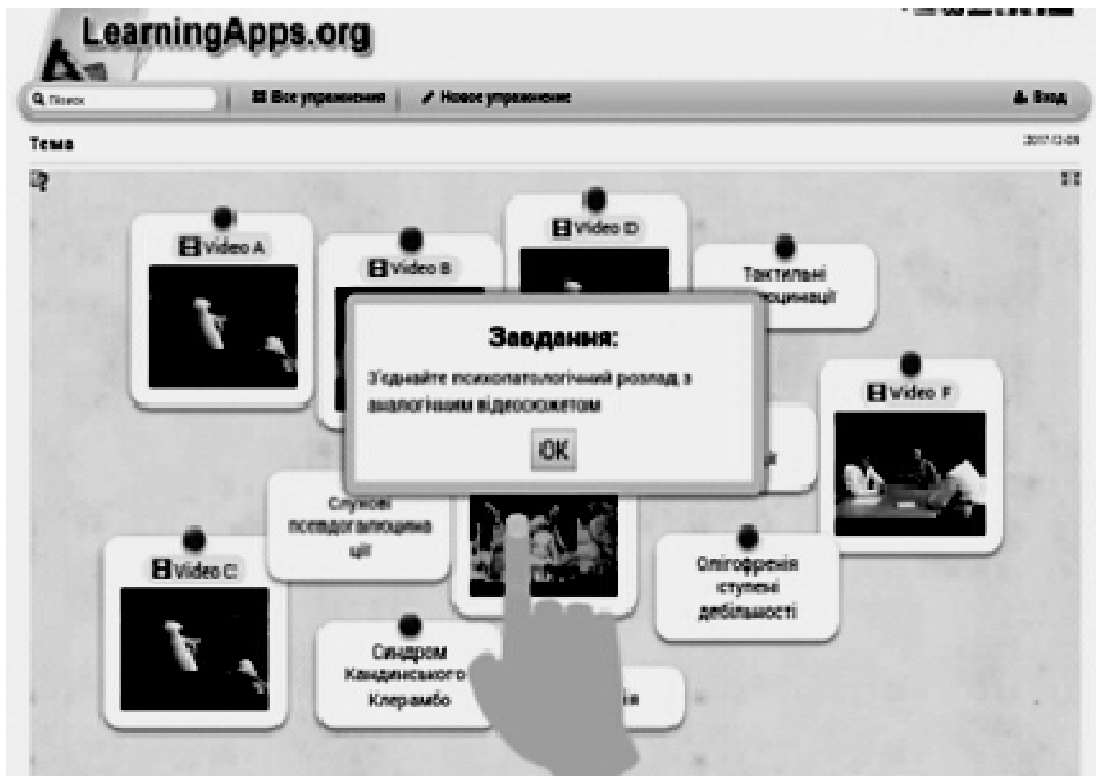 LearningApps.org
Поиск
Все упражнения
Новое упражнение
Вход
Тема
Video A
Video B
Video D
Тактильні
Завдання:
З'єднайте психопатологічний розлад з
аналогічним відеосюжетом
OK
Video F
Слухові
псевдогалюцина
ції
Video C
Олігофренія
ступені
дебільності
Синдром
Кандинського
Клерамбо